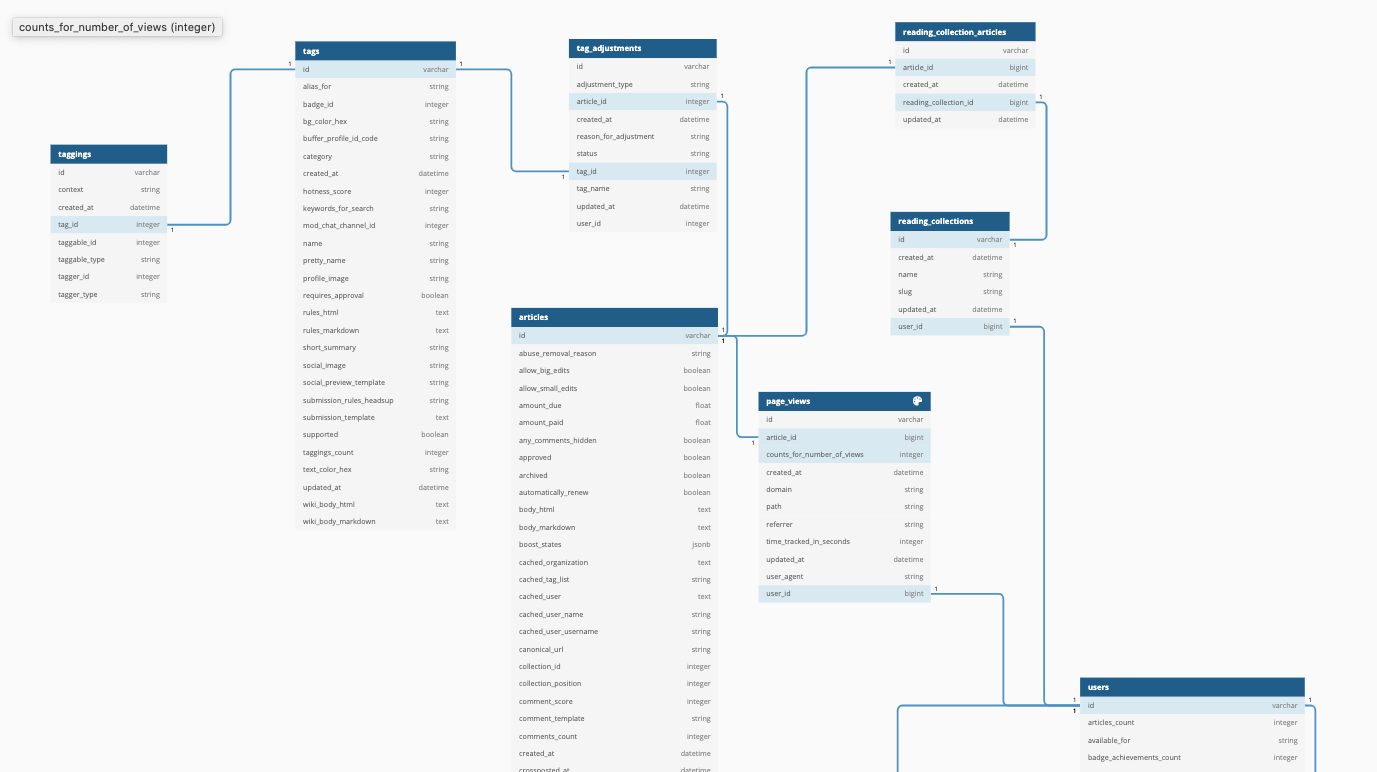 counts_for_number_of_views (integer)
tags
1
id varchar
1
alias_for string
badge_id integer
bg_color_hex string
buffer_profile_id_code string
category string
created_at datetime
hotness_score integer
keywords_for_search string
mod_chat_channel_id integer
name string
pretty_name string
profile_image string
requires_approval boolean
rules_html text
rules_markdown text
short_summary string
social_image string
social_preview_template string
submission_rules_headsup string
submission_template text
supported boolean
taggings_count integer
text_color_hex string
updated_at datetime
wiki_body_html text
wiki_body_markdown text
taggings
id varchar
context string
created_at datetime
tag_id integer
1
taggable_id integer
taggable_type string
tagger_id integer
tagger_type string
tag_adjustments
id varchar
adjustment_type string
article_id integer
1
created_at datetime
reason_for_adjustment string
status string
1
tag_id integer
tag_name string
updated_at datetime
user_id integer
reading_collection_articles
id varchar
1
article_id bigint
created_at datetime
reading_collection_id bigint
1
updated_at datetime
reading_collections
id varchar
1
created_at datetime
name string
slug string
updated_at datetime
user_id bigint
1
articles
id varchar
1
1
abuse_removal_reason string
allow_big_edits boolean
allow_small_edits boolean
amount_due float
amount_paid float
any_comments_hidden boolean
approved boolean
archived boolean
automatically_renew boolean
body_html text
body_markdown text
boost_states jsonb
cached_organization text
cached_tag_list string
cached_user text
cached_user_name string
cached_user_username string
canonical_url string
collection_id integer
collection_position integer
comment_score integer
comment_template string
comments_count integer
created_at datetime
crossposted_at datetime
page_views
id varchar
1
article_id bigint
counts_for_number_of_views integer
created_at datetime
domain string
path string
referrer string
time_tracked_in_seconds integer
updated_at datetime
user_agent string
user_id bigint
1
users
1
1
id varchar
1
articles_count integer
available_for string
badge_achievements_count integer